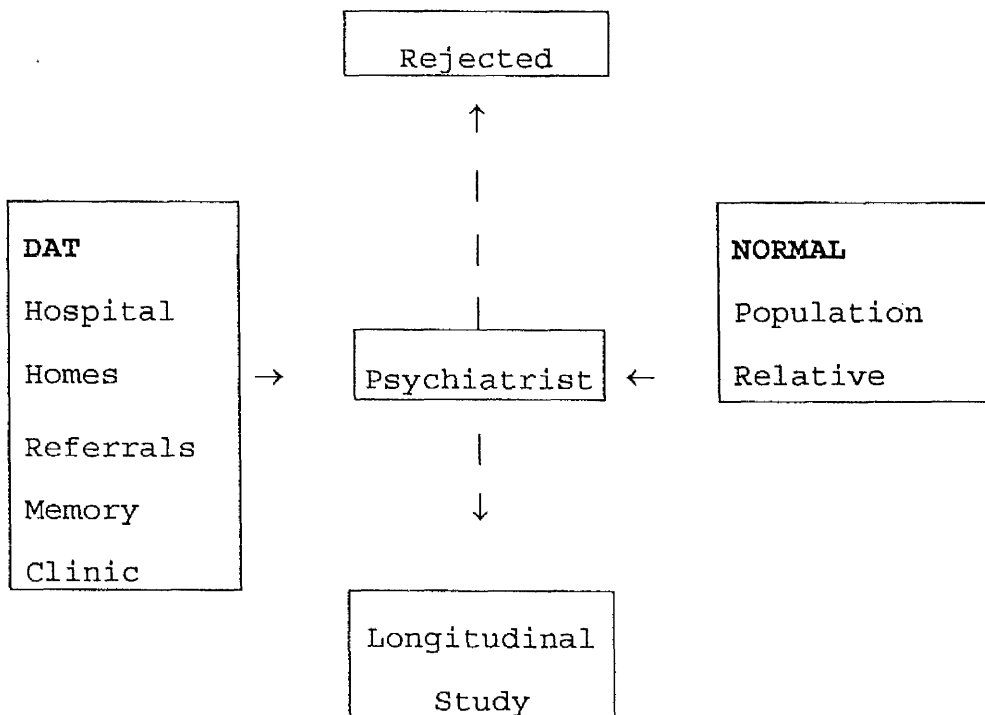 Rejected
↑
|
|
|
DAT
Hospital
Homes
Referrals
Memory
Clinic
→
Psychiatrist
←
NORMAL
Population
Relative
|
↓
Longitudinal
Study